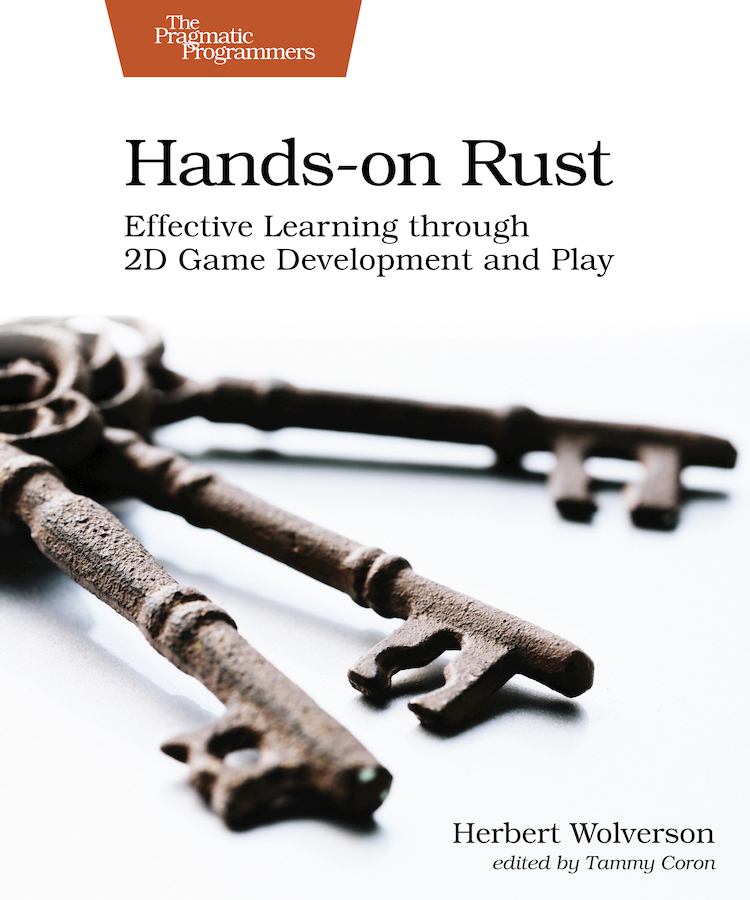 The
Pragmatic
Programmers
Hands-on Rust
Effective Learning through
2D Game Development and Play
Herbert Wolverson
edited by Tammy Coron